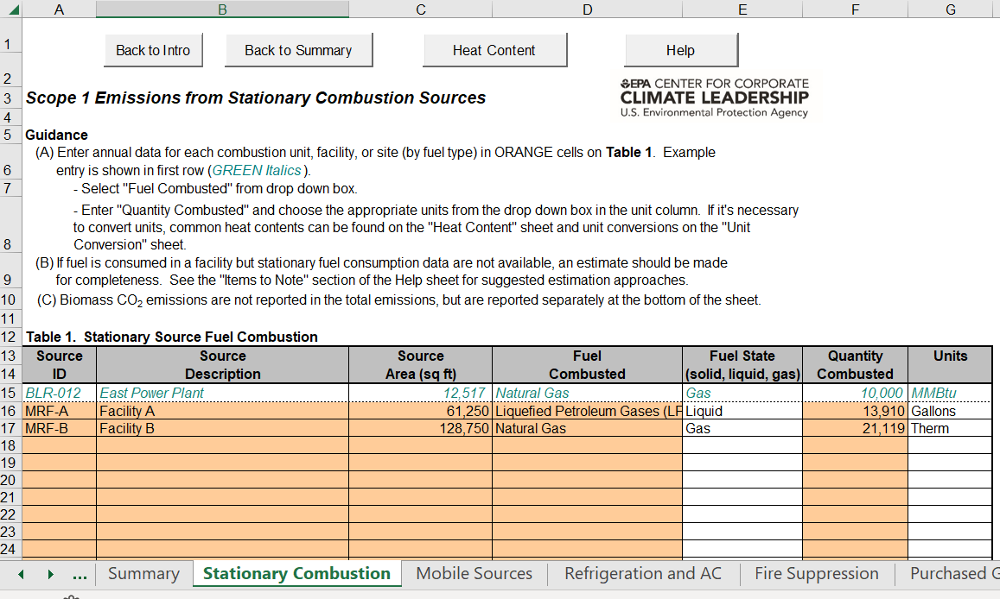 A B C D E F G
1
Back to Intro Back to Summary Heat Content Help
2
&EPA CENTER FOR CORPORATE
3 Scope 1 Emissions from Stationary Combustion Sources CLIMATE LEADERSHIP
4 U.S. Environmental Protection Agency
5 Guidance
(A) Enter annual data for each combustion unit, facility, or site (by fuel type) in ORANGE cells on Table 1. Example
6 entry is shown in first row (GREEN Italics ).
7 - Select "Fuel Combusted" from drop down box.
- Enter "Quantity Combusted" and choose the appropriate units from the drop down box in the unit column. If it's necessary
to convert units, common heat contents can be found on the "Heat Content" sheet and unit conversions on the "Unit
8 Conversion" sheet.
(B) If fuel is consumed in a facility but stationary fuel consumption data are not available, an estimate should be made
9 for completeness. See the "Items to Note" section of the Help sheet for suggested estimation approaches.
10 (C) Biomass CO₂ emissions are not reported in the total emissions, but are reported separately at the bottom of the sheet.
11
12 Table 1. Stationary Source Fuel Combustion
13 Source Source Source Fuel Fuel State Quantity Units
14 ID Description Area (sq ft) Combusted (solid, liquid, gas) Combusted
15 BLR-012 East Power Plant 12,517 Natural Gas Gas 10,000 MMBtu
16 MRF-A Facility A 61,250 Liquefied Petroleum Gases (LP Liquid 13,910 Gallons
17 MRF-B Facility B 128,750 Natural Gas Gas 21,119 Therm
18
19
20
21
22
23
24
... Summary Stationary Combustion Mobile Sources Refrigeration and AC Fire Suppression Purchased G